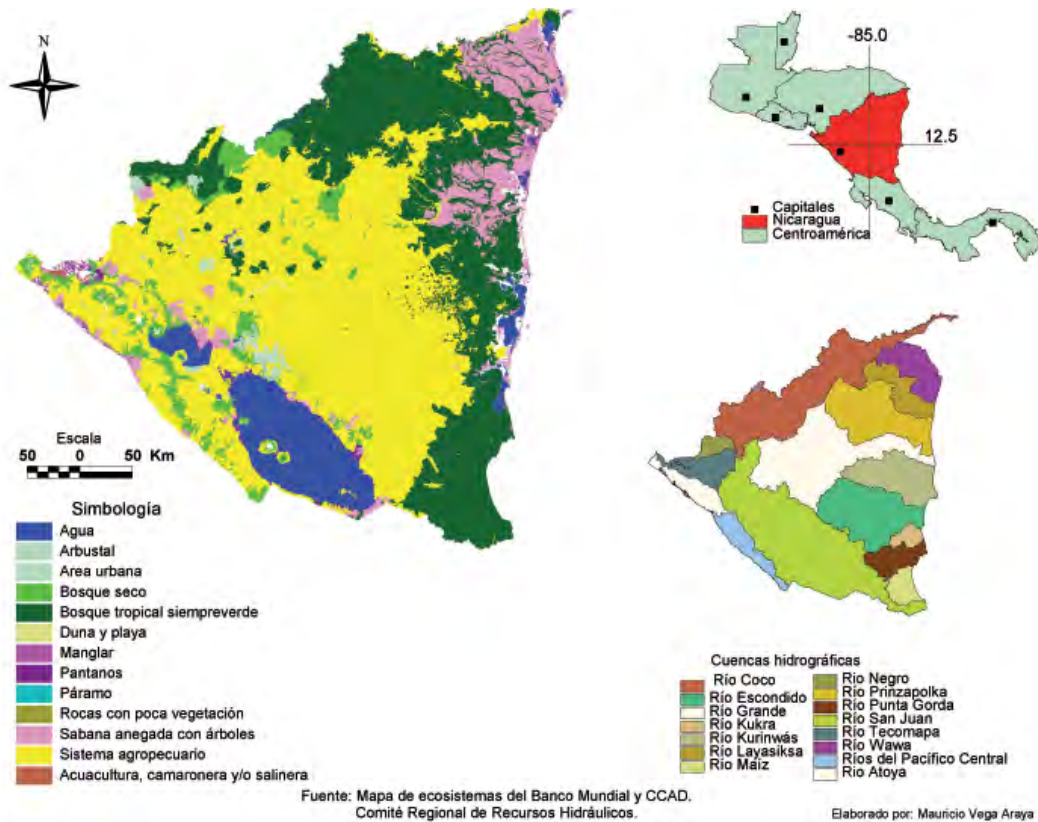 N
-85.0
12.5
Capitales
Nicaragua
Centroamérica
Escala
50 0 50 Km
Simbología
Agua
Arbustal
Area urbana
Bosque seco
Bosque tropical siempreverde
Duna y playa
Manglar
Pantanos
Páramo
Rocas con poca vegetación
Sabana anegada con árboles
Sistema agropecuario
Acuacultura, camaronera y/o salinera
Cuencas hidrográficas
Río Coco
Río Escondido
Río Grande
Río Kukra
Río Kurinwás
Río Layasiksa
Río Maíz
Río Negro
Río Prinzapolka
Río Punta Gorda
Río San Juan
Río Tecomapa
Río Wawa
Ríos del Pacífico Central
Río Atoya
Fuente: Mapa de ecosistemas del Banco Mundial y CCAD.
Comité Regional de Recursos Hidráulicos.
Elaborado por: Mauricio Vega Araya